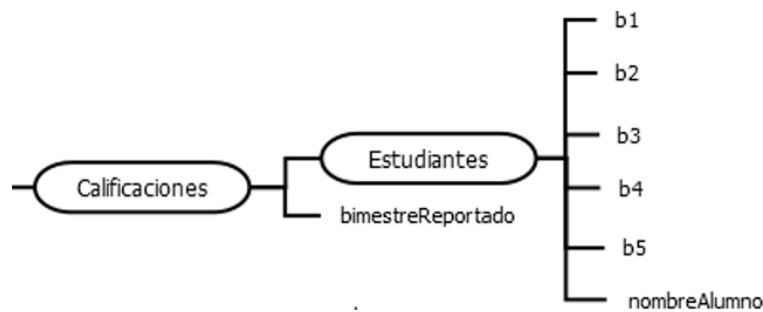 b1
b2
b3
Estudiantes
Calificaciones
b4
bimestreReportado
b5
nombreAlumno